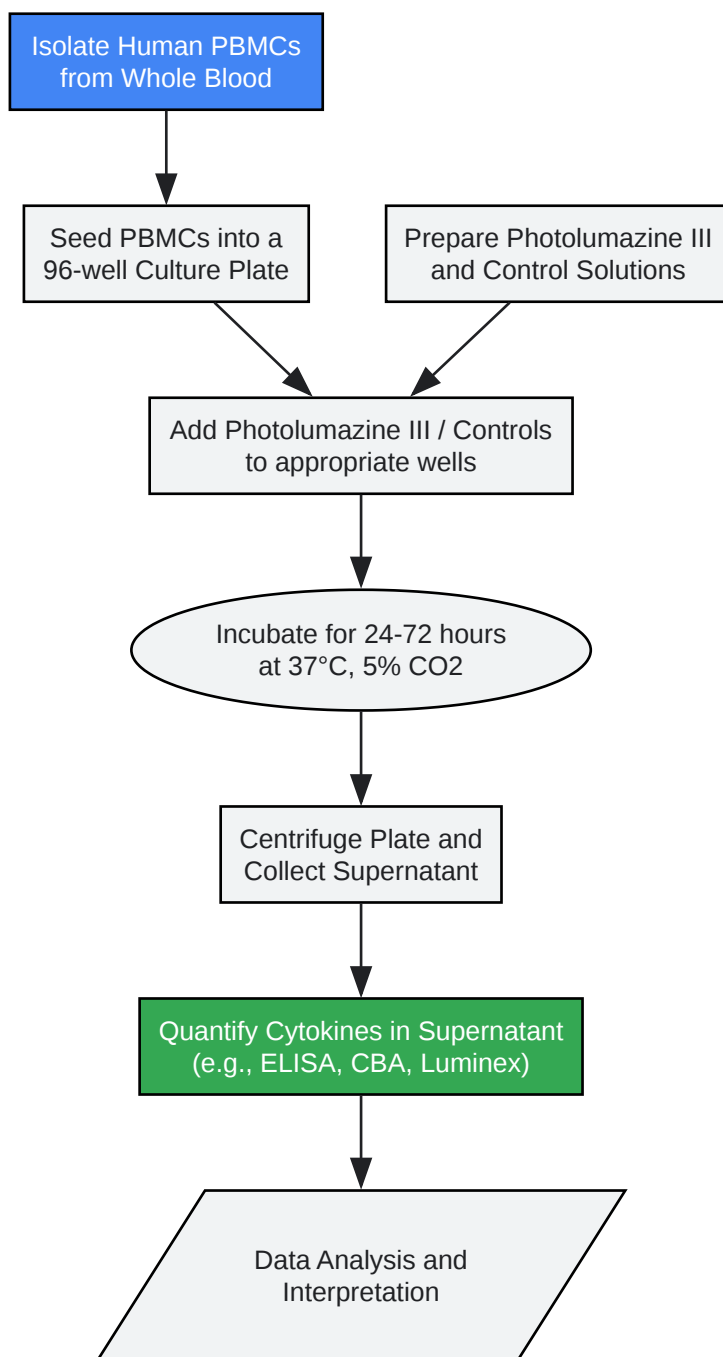 Isolate Human PBMCs
from Whole Blood
Seed PBMCs into a
96-well Culture Plate
Prepare Photolumazine III
and Control Solutions
Add Photolumazine III / Controls
to appropriate wells
Incubate for 24-72 hours
at 37°C, 5% CO2
Centrifuge Plate and
Collect Supernatant
Quantify Cytokines in Supernatant
(e.g., ELISA, CBA, Luminex)
Data Analysis and
Interpretation